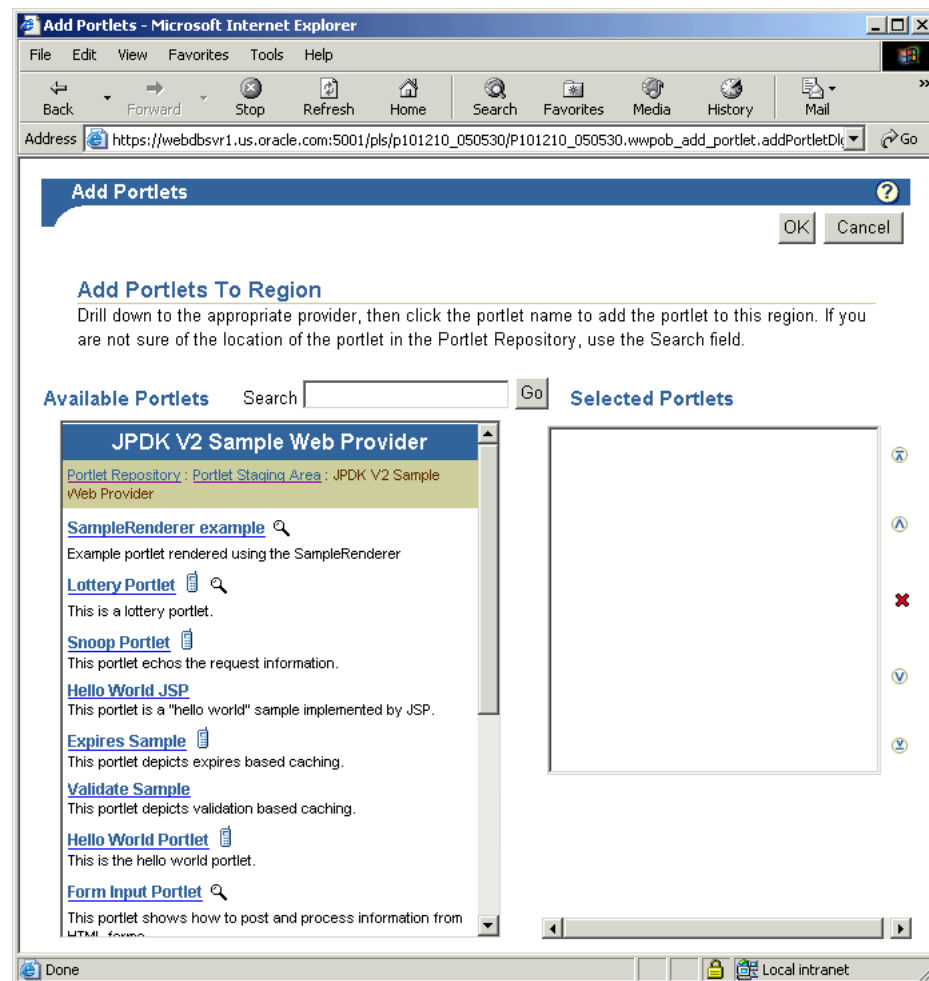 Add Portlets - Microsoft Internet Explorer
File Edit View Favorites Tools Help
Back Forward Stop Refresh Home Search Favorites Media History Mail »
Address https://webdbsvr1.us.oracle.com:5001/pls/p101210_050530/P101210_050530.wwpob_add_portlet.addPortletDl Go
Add Portlets ?
OK Cancel
Add Portlets To Region
Drill down to the appropriate provider, then click the portlet name to add the portlet to this region. If you
are not sure of the location of the portlet in the Portlet Repository, use the Search field.
Available Portlets Search Go Selected Portlets
JPDK V2 Sample Web Provider
Portlet Repository : Portlet Staging Area : JPDK V2 Sample
Web Provider
SampleRenderer example
Example portlet rendered using the SampleRenderer
Lottery Portlet
This is a lottery portlet.
Snoop Portlet
This portlet echos the request information.
Hello World JSP
This portlet is a "hello world" sample implemented by JSP.
Expires Sample
This portlet depicts expires based caching.
Validate Sample
This portlet depicts validation based caching.
Hello World Portlet
This is the hello world portlet.
Form Input Portlet
This portlet shows how to post and process information from
HTML forms
Done Local intranet